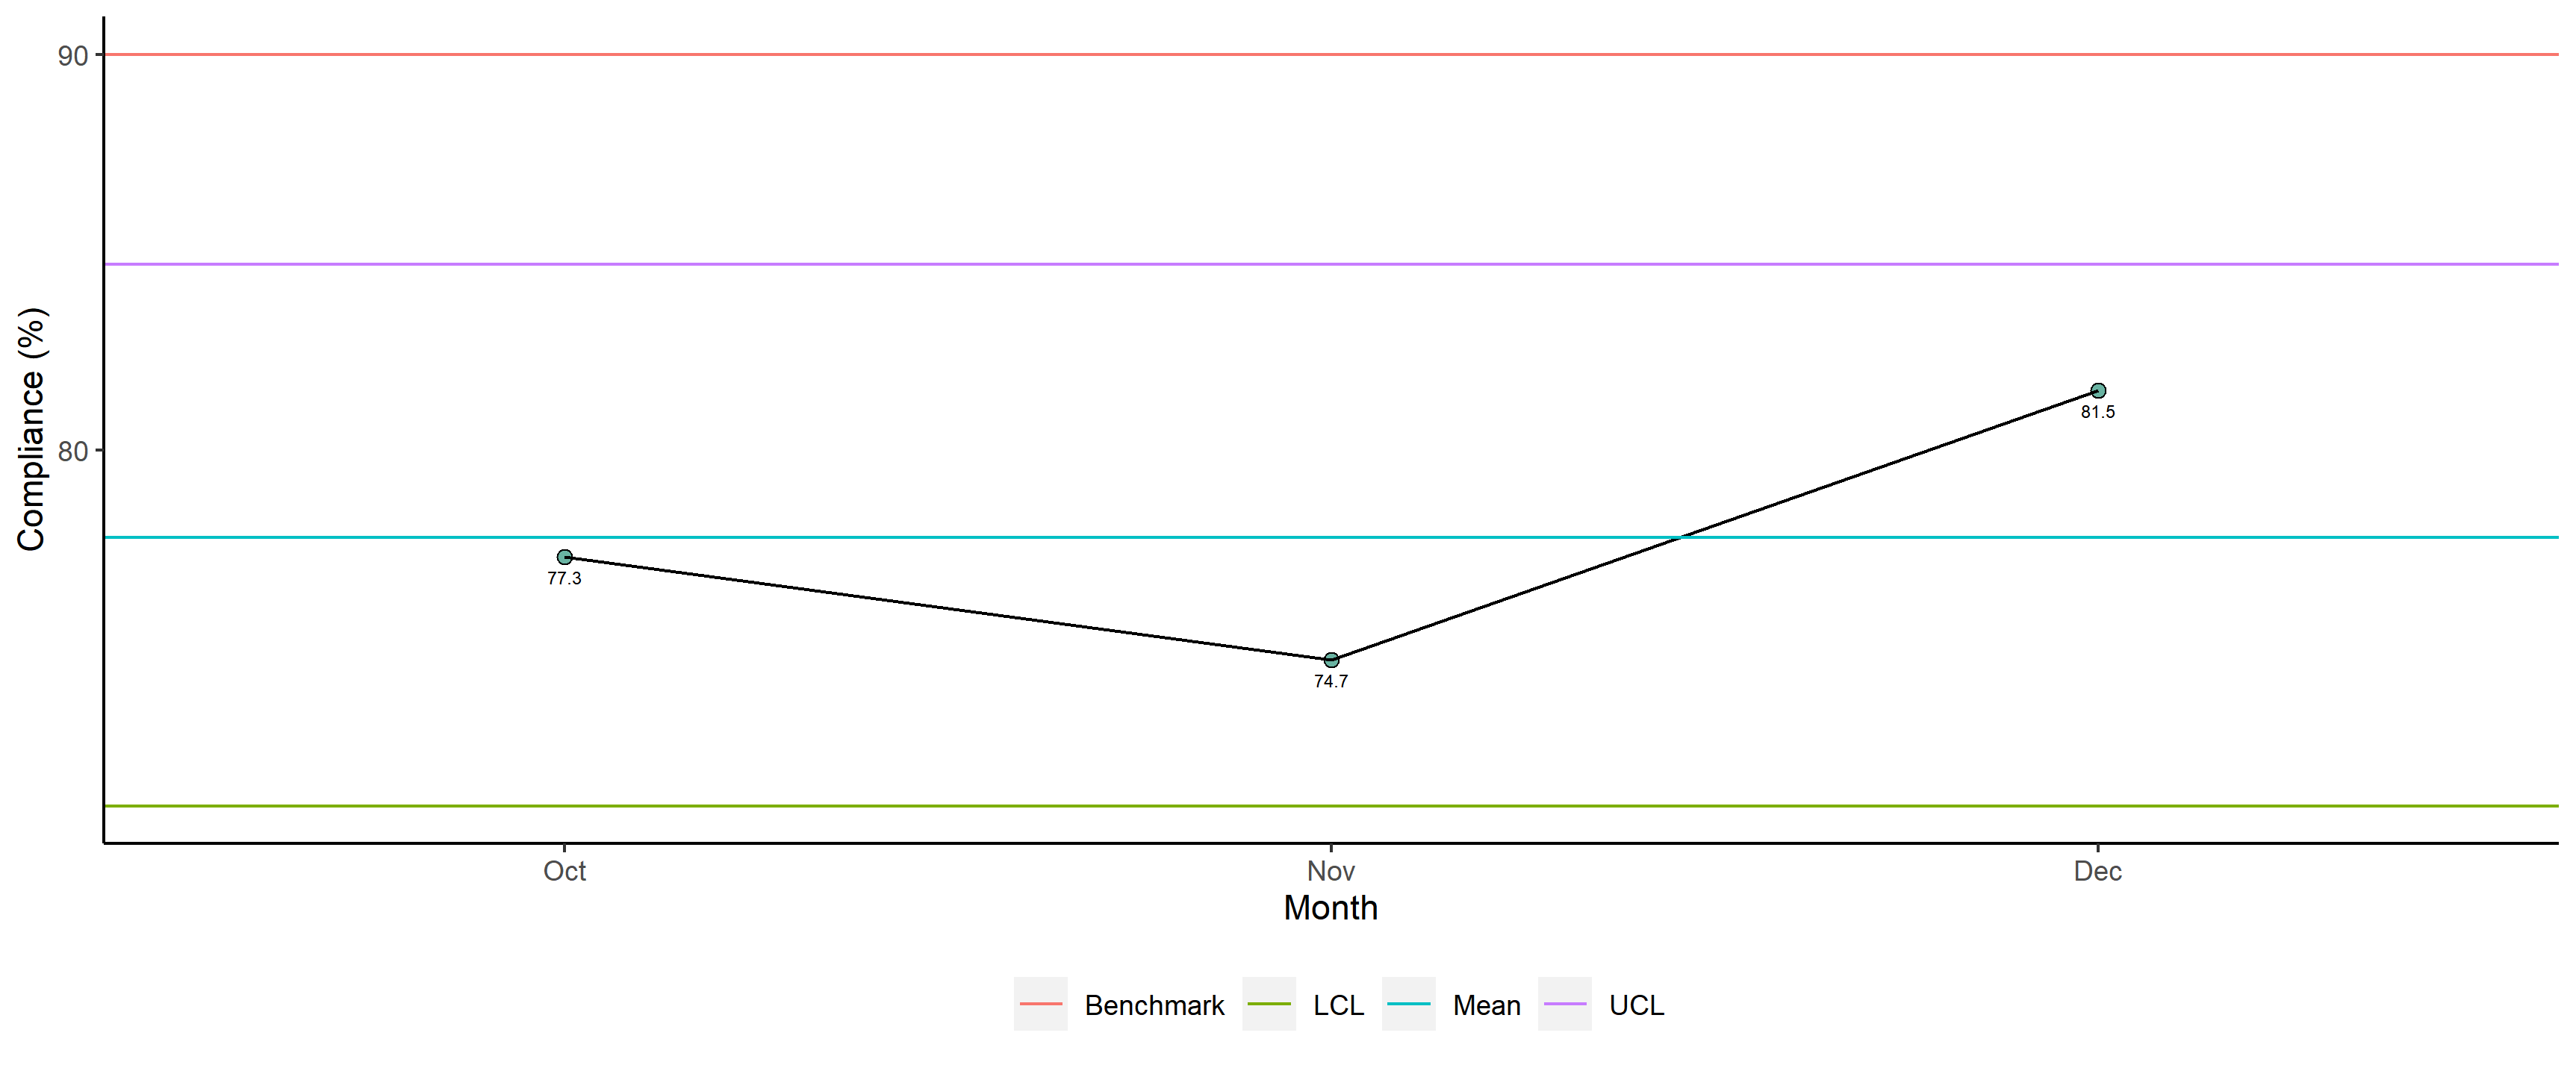 90
80
Compliance (%)
77.3
74.7
81.5
Oct Nov Dec
Month
Benchmark LCL Mean UCL